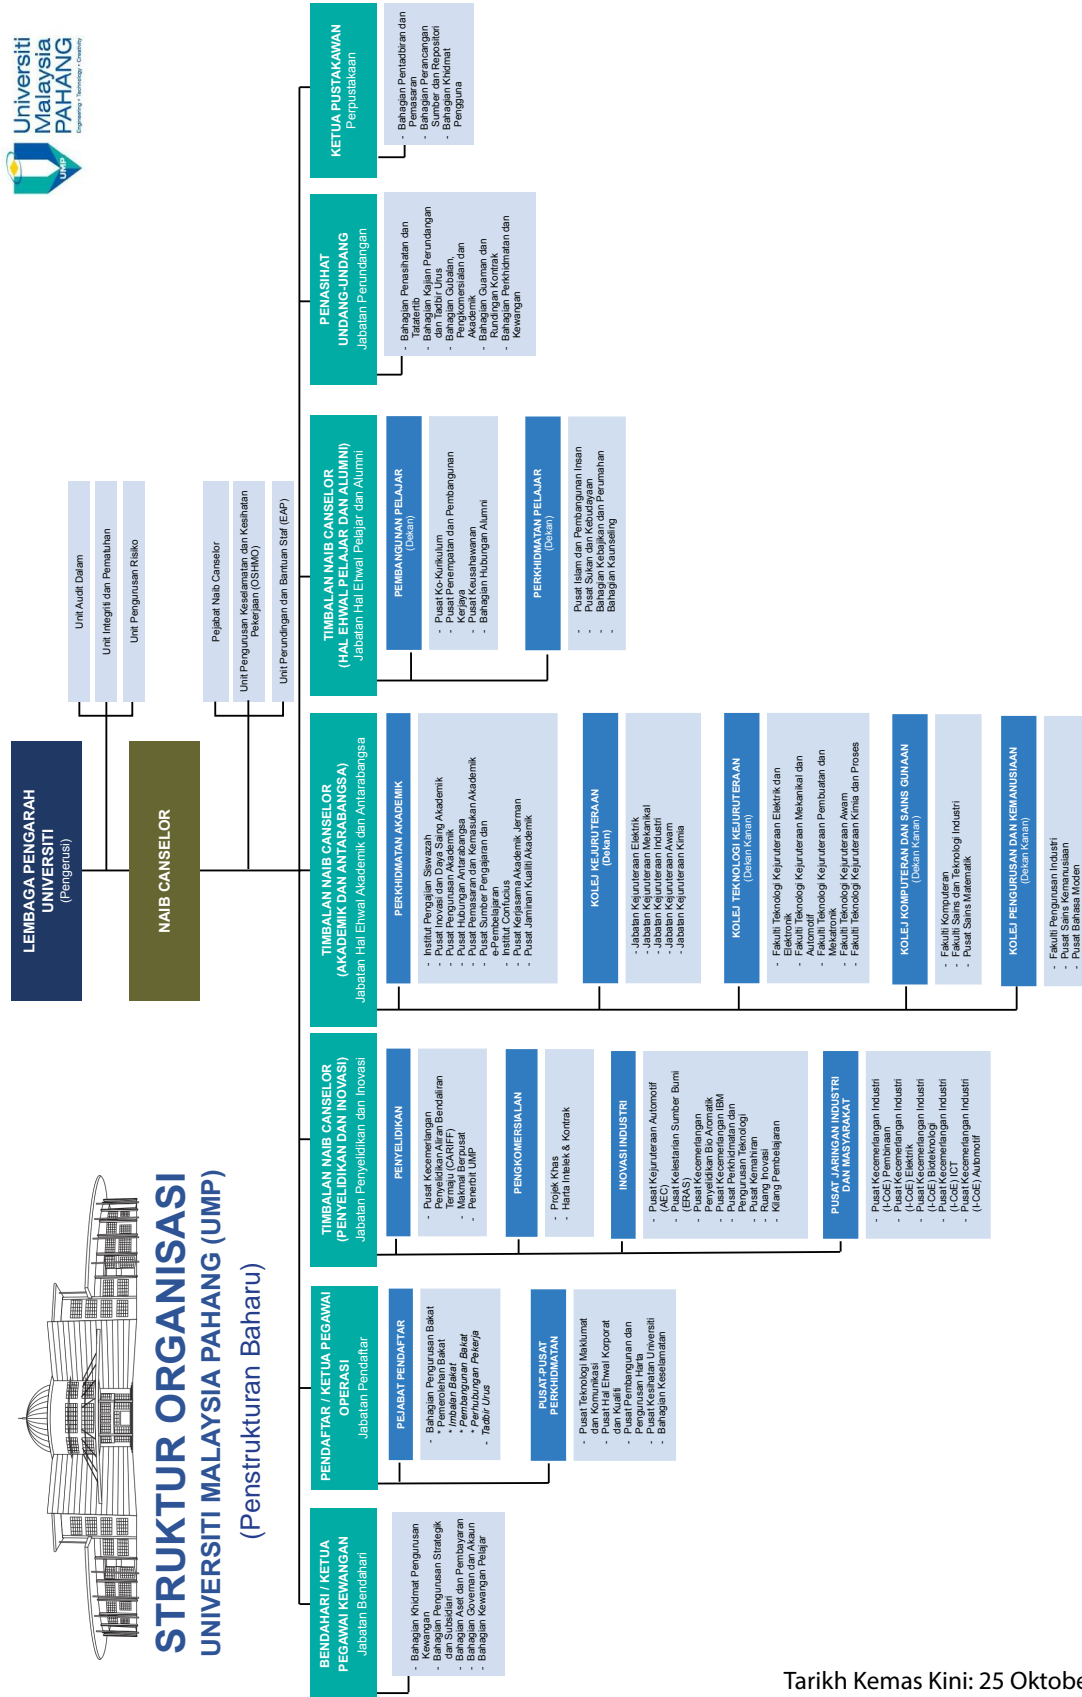 Universiti
Malaysia
PAHANG
Engineering • Technology • Creativity
UMP
STRUKTUR ORGANISASI
UNIVERSITI MALAYSIA PAHANG (UMP)
(Penstrukturan Baharu)
LEMBAGA PENGARAH
UNIVERSITI
(Pengerusi)
Unit Audit Dalam
Unit Integriti dan Pematuhan
Unit Pengurusan Risiko
NAIB CANSELOR
Pejabat Naib Canselor
Unit Pengurusan Keselamatan dan Kesihatan
Pekerjaan (OSHMO)
Unit Perundingan dan Bantuan Staf (EAP)
BENDAHARI / KETUA
PEGAWAI KEWANGAN
Jabatan Bendahari
- Bahagian Khidmat Pengurusan
Kewangan
- Bahagian Pengurusan Strategik
dan Subsidiari
- Bahagian Aset dan Pembayaran
- Bahagian Governan dan Akaun
- Bahagian Kewangan Pelajar
PENDAFTAR / KETUA PEGAWAI
OPERASI
Jabatan Pendaftar
PEJABAT PENDAFTAR
- Bahagian Pengurusan Bakat
* Pemerolehan Bakat
* Imbalan Bakat
* Pembangunan Bakat
* Perhubungan Pekerja
- Tadbir Urus
PUSAT-PUSAT
PERKHIDMATAN
- Pusat Teknologi Maklumat
dan Komunikasi
- Pusat Hal Ehwal Korporat
dan Kualiti
- Pusat Pembangunan dan
Pengurusan Harta
- Pusat Kesihatan Universiti
- Bahagian Keselamatan
TIMBALAN NAIB CANSELOR
(PENYELIDIKAN DAN INOVASI)
Jabatan Penyelidikan dan Inovasi
PENYELIDIKAN
- Pusat Kecemerlangan
Penyelidikan Aliran Bendaliran
Termaju (CARIFF)
- Makmal Berpusat
- Penerbit UMP
PENGKOMERSIALAN
- Projek Khas
- Harta Intelek & Kontrak
INOVASI INDUSTRI
- Pusat Kejuruteraan Automotif
(AEC)
- Pusat Kelestarian Sumber Bumi
(ERAS)
- Pusat Kecemerlangan
Penyelidikan Bio Aromatik
- Pusat Kecemerlangan IBM
- Pusat Perkhidmatan dan
Pengurusan Teknologi
- Pusat Kemahiran
- Ruang Inovasi
- Kilang Pembelajaran
PUSAT JARINGAN INDUSTRI
DAN MASYARAKAT
- Pusat Kecemerlangan Industri
(I-CoE) Pembinaan
- Pusat Kecemerlangan Industri
(I-CoE) Elektrik
- Pusat Kecemerlangan Industri
(I-CoE) Bioteknologi
- Pusat Kecemerlangan Industri
(I-CoE) ICT
- Pusat Kecemerlangan Industri
(I-CoE) Automotif
TIMBALAN NAIB CANSELOR
(AKADEMIK DAN ANTARABANGSA)
Jabatan Hal Ehwal Akademik dan Antarabangsa
PERKHIDMATAN AKADEMIK
- Institut Pengajian Siswazah
- Pusat Inovasi dan Daya Saing Akademik
- Pusat Pengurusan Akademik
- Pusat Hubungan Antarabangsa
- Pusat Pemasaran dan Kemasukan Akademik
- Pusat Sumber Pengajaran dan
e-Pembelajaran
- Institut Confucius
- Pusat Kerjasama Akademik Jerman
- Pusat Jaminan Kualiti Akademik
KOLEJ KEJURUTERAAN
(Dekan)
- Jabatan Kejuruteraan Elektrik
- Jabatan Kejuruteraan Mekanikal
- Jabatan Kejuruteraan Industri
- Jabatan Kejuruteraan Awam
- Jabatan Kejuruteraan Kimia
KOLEJ TEKNOLOGI KEJURUTERAAN
(Dekan Kanan)
- Fakulti Teknologi Kejuruteraan Elektrik dan
Elektronik
- Fakulti Teknologi Kejuruteraan Mekanikal dan
Automotif
- Fakulti Teknologi Kejuruteraan Pembuatan dan
Mekatronik
- Fakulti Teknologi Kejuruteraan Awam
- Fakulti Teknologi Kejuruteraan Kimia dan Proses
KOLEJ KOMPUTERAN DAN SAINS GUNAAN
(Dekan Kanan)
- Fakulti Komputeran
- Fakulti Sains dan Teknologi Industri
- Pusat Sains Matematik
KOLEJ PENGURUSAN DAN KEMANUSIAAN
(Dekan Kanan)
- Fakulti Pengurusan Industri
- Pusat Sains Kemanusiaan
- Pusat Bahasa Moden
TIMBALAN NAIB CANSELOR
(HAL EHWAL PELAJAR DAN ALUMNI)
Jabatan Hal Ehwal Pelajar dan Alumni
PEMBANGUNAN PELAJAR
(Dekan)
- Pusat Ko-Kurikulum
- Pusat Penempatan dan Pembangunan
Kerjaya
- Pusat Keusahawanan
- Bahagian Hubungan Alumni
PERKHIDMATAN PELAJAR
(Dekan)
- Pusat Islam dan Pembangunan Insan
- Pusat Sukan dan Kebudayaan
- Bahagian Kebajikan dan Perumahan
- Bahagian Kaunseling
PENASIHAT
UNDANG-UNDANG
Jabatan Perundangan
- Bahagian Penasihatan dan
Tatatertib
- Bahagian Kajian Perundangan
dan Tadbir Urus
- Bahagian Gubalan,
Pengkomersialan dan
Akademik
- Bahagian Guaman dan
Rundingan Kontrak
- Bahagian Perkhidmatan dan
Kewangan
KETUA PUSTAKAWAN
Perpustakaan
- Bahagian Pentadbiran dan
Pemasaran
- Bahagian Perancangan
Sumber dan Repositori
- Bahagian Khidmat
Pengguna
Tarikh Kemas Kini: 25 Oktobe